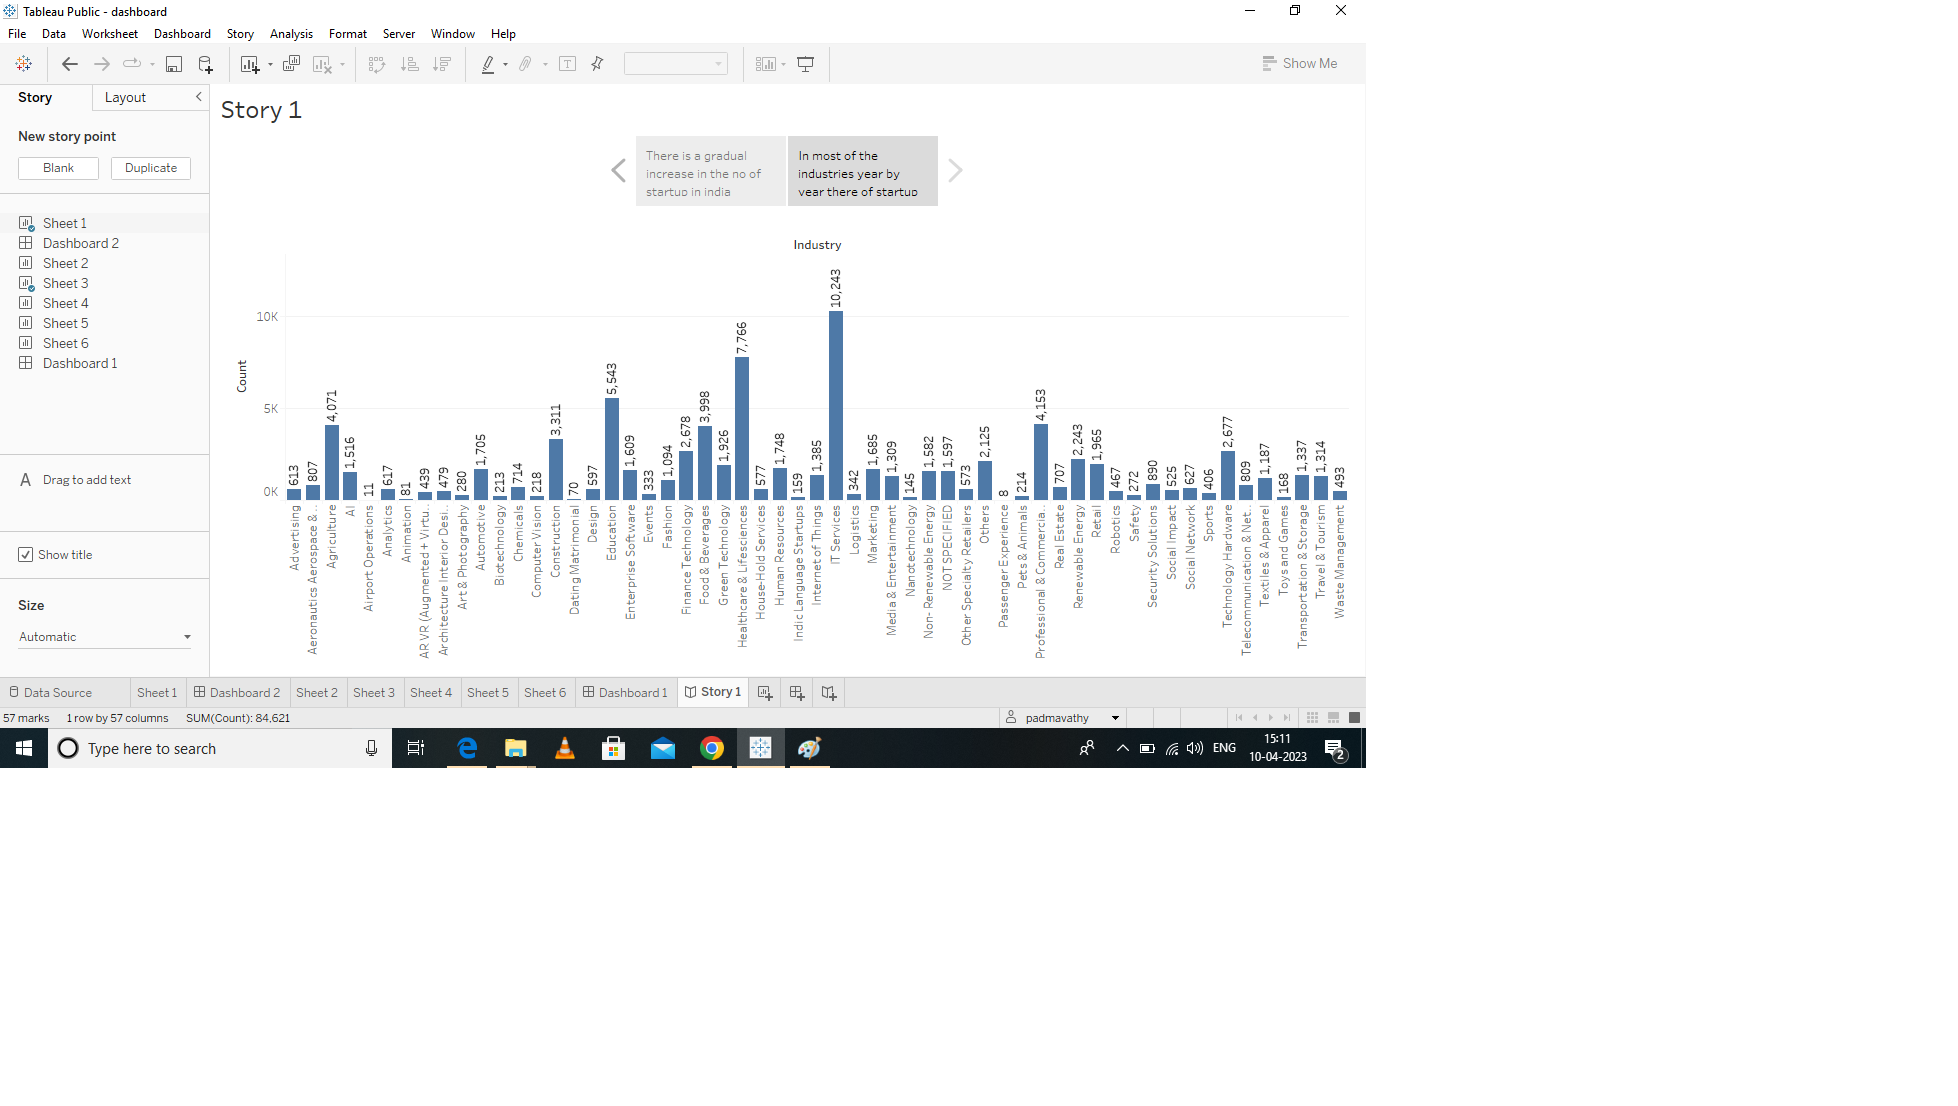 Tableau Public - dashboard
File Data Worksheet Dashboard Story Analysis Format Server Window Help
Show Me
Story Layout
New story point
Blank Duplicate
Sheet 1
Dashboard 2
Sheet 2
Sheet 3
Sheet 4
Sheet 5
Sheet 6
Dashboard 1
A Drag to add text
Show title
Size
Automatic
Story 1
There is a gradual
increase in the no of
startup in india
In most of the
industries year by
year there of startup
Industry
Count
10K
5K
0K
613
807
4,071
1,516
11
617
81
439
479
280
1,705
213
714
218
3,311
70
597
5,543
1,609
333
1,094
2,678
3,998
1,926
7,766
577
1,748
159
1,385
10,243
342
1,685
1,309
145
1,582
1,597
573
2,125
8
214
4,153
707
2,243
1,965
467
272
890
525
627
406
2,677
809
1,187
168
1,337
1,314
493
Advertising
Aeronautics Aerospace & ..
Agriculture
AI
Airport Operations
Analytics
Animation
AR VR (Augmented + Virtu..
Architecture Interior Desi..
Art & Photography
Automotive
Biotechnology
Chemicals
Computer Vision
Construction
Dating Matrimonial
Design
Education
Enterprise Software
Events
Fashion
Finance Technology
Food & Beverages
Green Technology
Healthcare & Lifesciences
House-Hold Services
Human Resources
Indic Language Startups
Internet of Things
IT Services
Logistics
Marketing
Media & Entertainment
Nanotechnology
Non- Renewable Energy
NOT SPECIFIED
Other Specialty Retailers
Others
Passenger Experience
Pets & Animals
Professional & Commercia..
Real Estate
Renewable Energy
Retail
Robotics
Safety
Security Solutions
Social Impact
Social Network
Sports
Technology Hardware
Telecommunication & Net..
Textiles & Apparel
Toys and Games
Transportation & Storage
Travel & Tourism
Waste Management
Data Source Sheet 1 Dashboard 2 Sheet 2 Sheet 3 Sheet 4 Sheet 5 Sheet 6 Dashboard 1 Story 1
57 marks 1 row by 57 columns SUM(Count): 84,621 padmavathy
Type here to search
ENG
15:11
10-04-2023
2